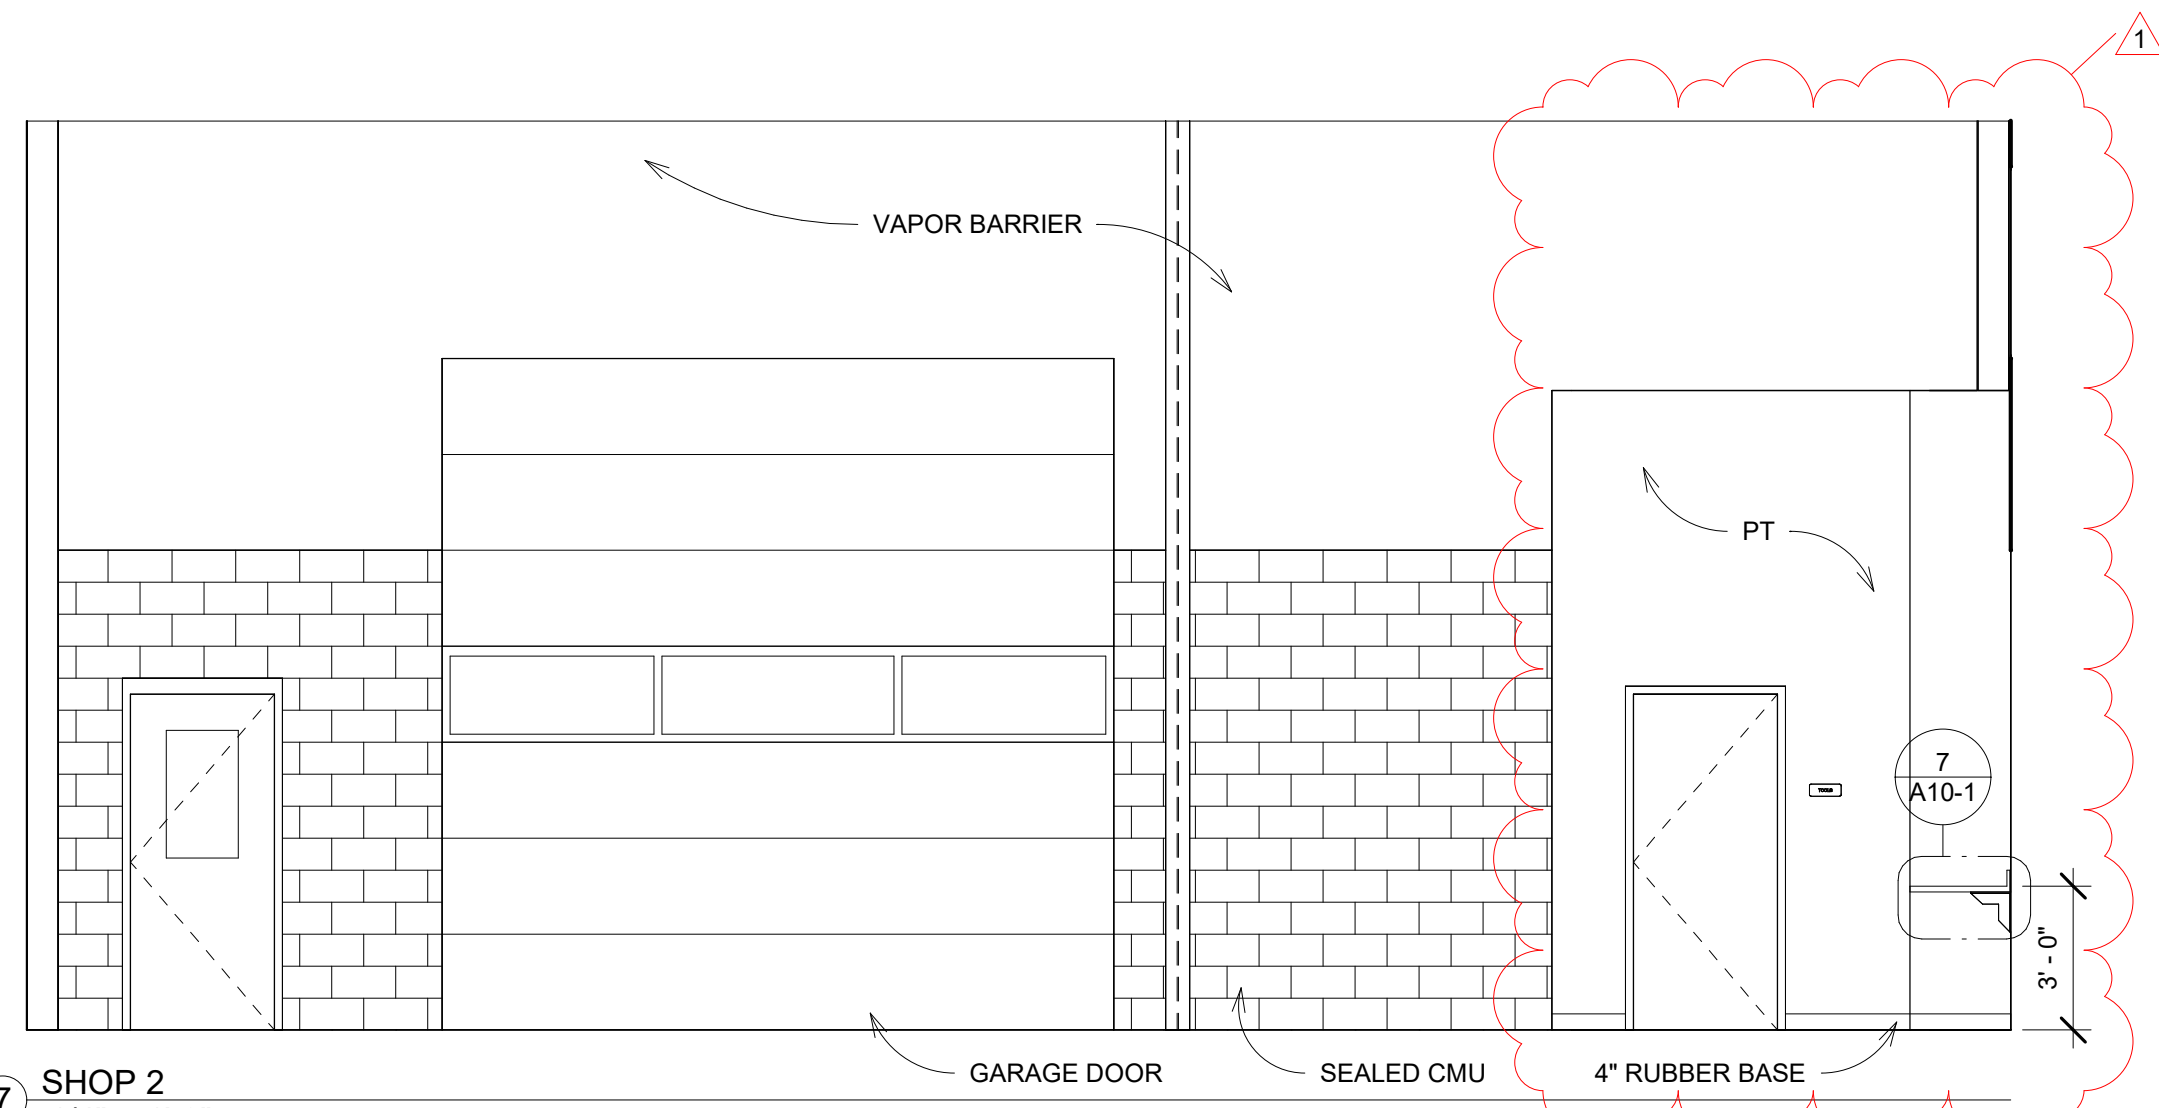 1
VAPOR BARRIER
PT
TOOLS
7
A10-1
3' - 0"
GARAGE DOOR
SEALED CMU
4" RUBBER BASE
7
SHOP 2